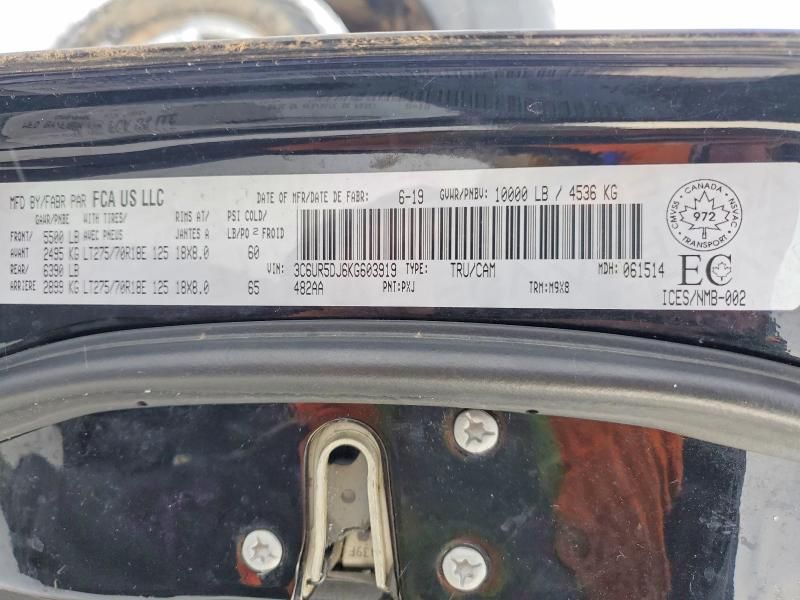 MFD BY/FABR PAR FCA US LLC DATE OF MFR/DATE DE FABR: 6-19 GVWR/PNBV: 10000 LB / 4536 KG
GAWR/PNBE WITH TIRES/ RIMS AT/ PSI COLD/
FRONT/ 5500 LB AVEC PNEUS JANTES A LB/PO 2 FROID
AVANT 2495 KG LT275/70R18E 125 18X8.0 60
REAR/ 6390 LB
ARRIERE 2899 KG LT275/70R18E 125 18X8.0 65
VIN: 3C6UR5DJ6KG603919 TYPE: TRU/CAM MDH: 061514
482AA PNT: PXJ TRM: M9X8
CANADA
CMVSS 972 NSVAC
TRANSPORT
EC
ICES/NMB-002